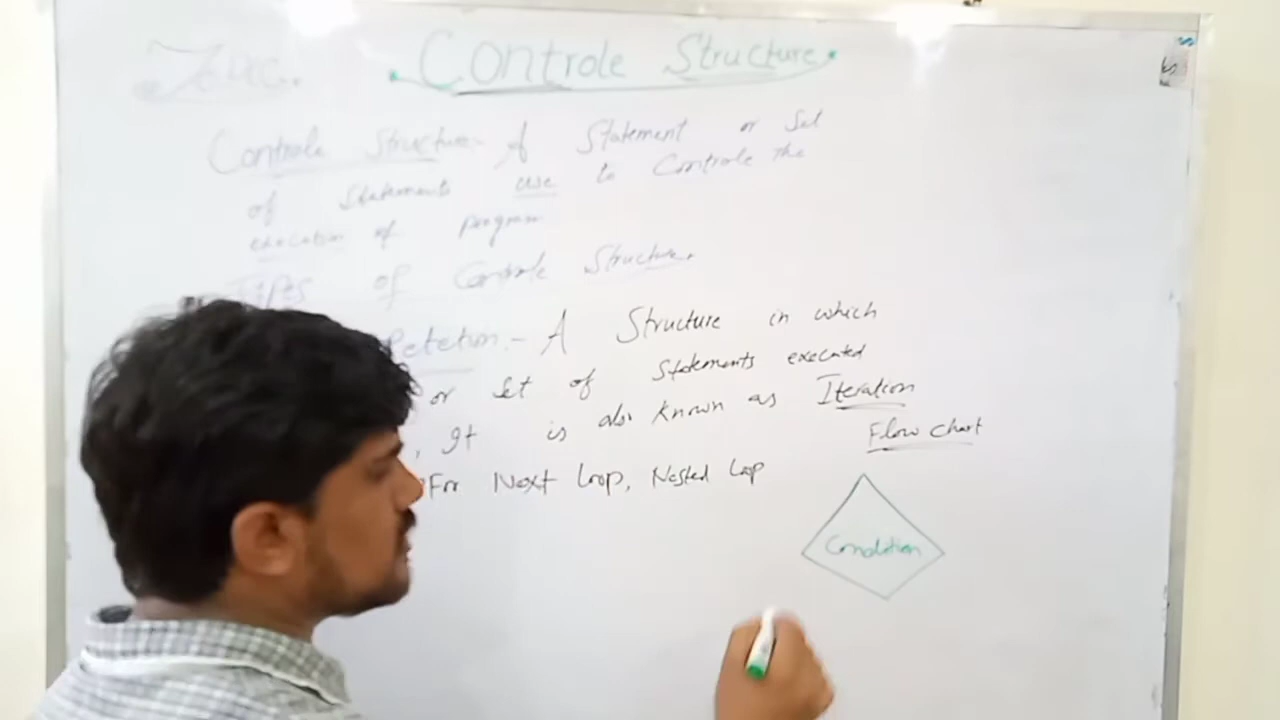 Controle Structure
Controle Structure:- A Statement or Set
of Statements use to Controle the
execution of program
Types of Controle Structure.
A Structure in which
or Set of Statements executed
, It is also known as Iteration
Flow chart
For Next Loop, Nested Loop
Condition